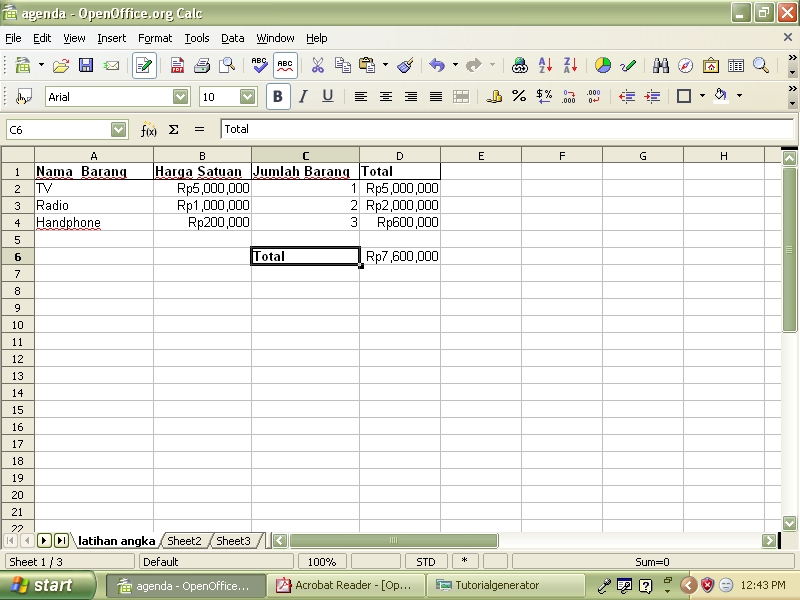 agenda - OpenOffice.org Calc
File Edit View Insert Format Tools Data Window Help
ABC ABC
Arial 10 B I U
C6 f(x) Σ = Total
A B C D E F G H
1 Nama Barang Harga Satuan Jumlah Barang Total
2 TV Rp5,000,000 1 Rp5,000,000
3 Radio Rp1,000,000 2 Rp2,000,000
4 Handphone Rp200,000 3 Rp600,000
5
6 Total Rp7,600,000
7
8
9
10
11
12
13
14
15
16
17
18
19
20
21
22
latihan angka Sheet2 Sheet3
Sheet 1 / 3 Default 100% STD * Sum=0
start agenda - OpenOffice... Acrobat Reader - [Op... Tutorialgenerator 12:43 PM